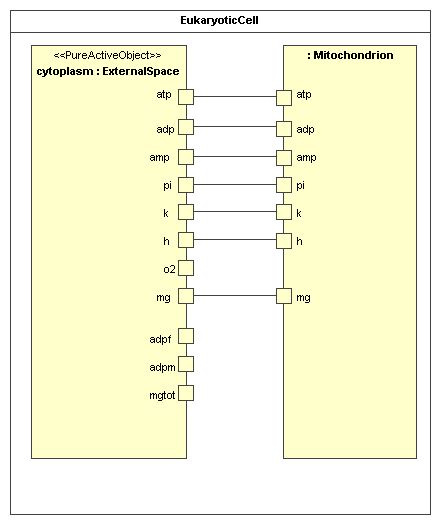 EukaryoticCell
<<PureActiveObject>>
cytoplasm : ExternalSpace
: Mitochondrion
atp
atp
adp
adp
amp
amp
pi
pi
k
k
h
h
o2
mg
mg
adpf
adpm
mgtot